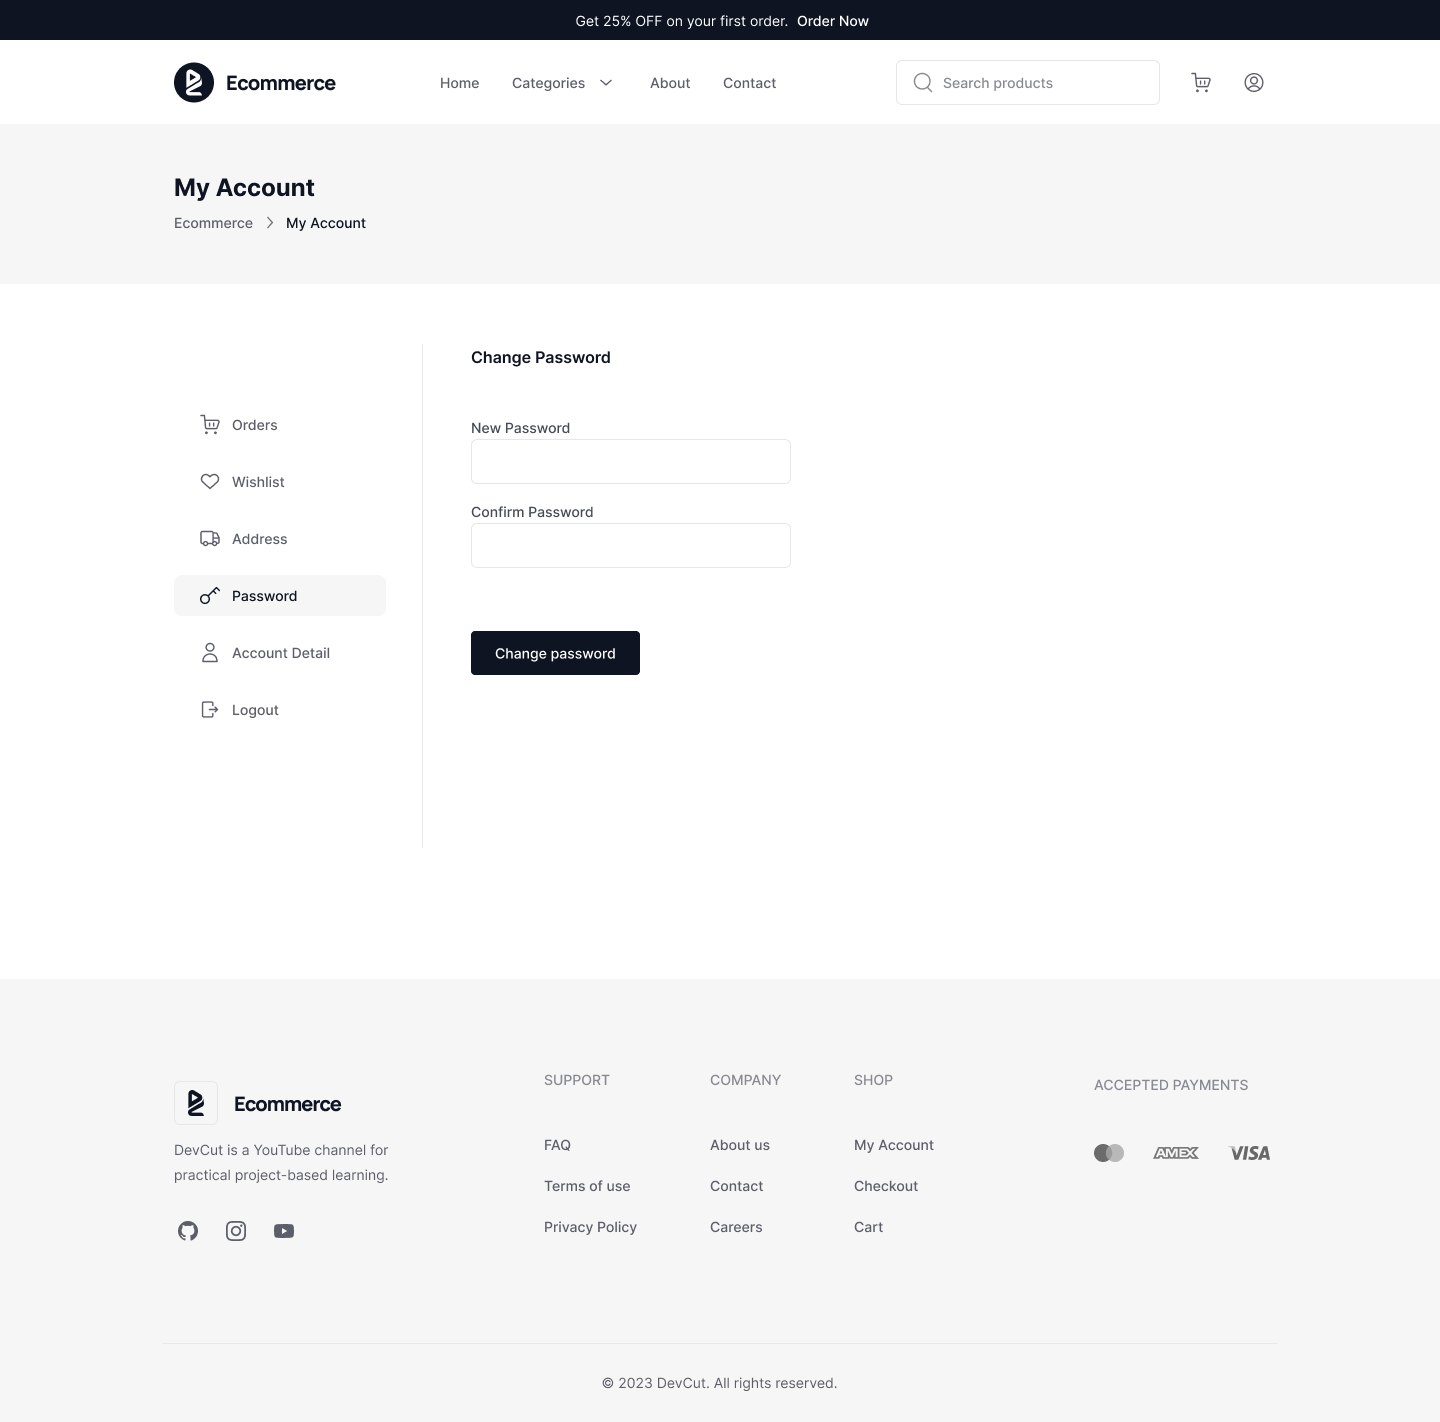 Get 25% OFF on your first order. Order Now
Ecommerce
Home
Categories
About
Contact
Search products
My Account
Ecommerce
My Account
Orders
Wishlist
Address
Password
Account Detail
Logout
Change Password
New Password
Confirm Password
Change password
Ecommerce
DevCut is a YouTube channel for
practical project-based learning.
SUPPORT
FAQ
Terms of use
Privacy Policy
COMPANY
About us
Contact
Careers
SHOP
My Account
Checkout
Cart
ACCEPTED PAYMENTS
AMEX
VISA
© 2023 DevCut. All rights reserved.